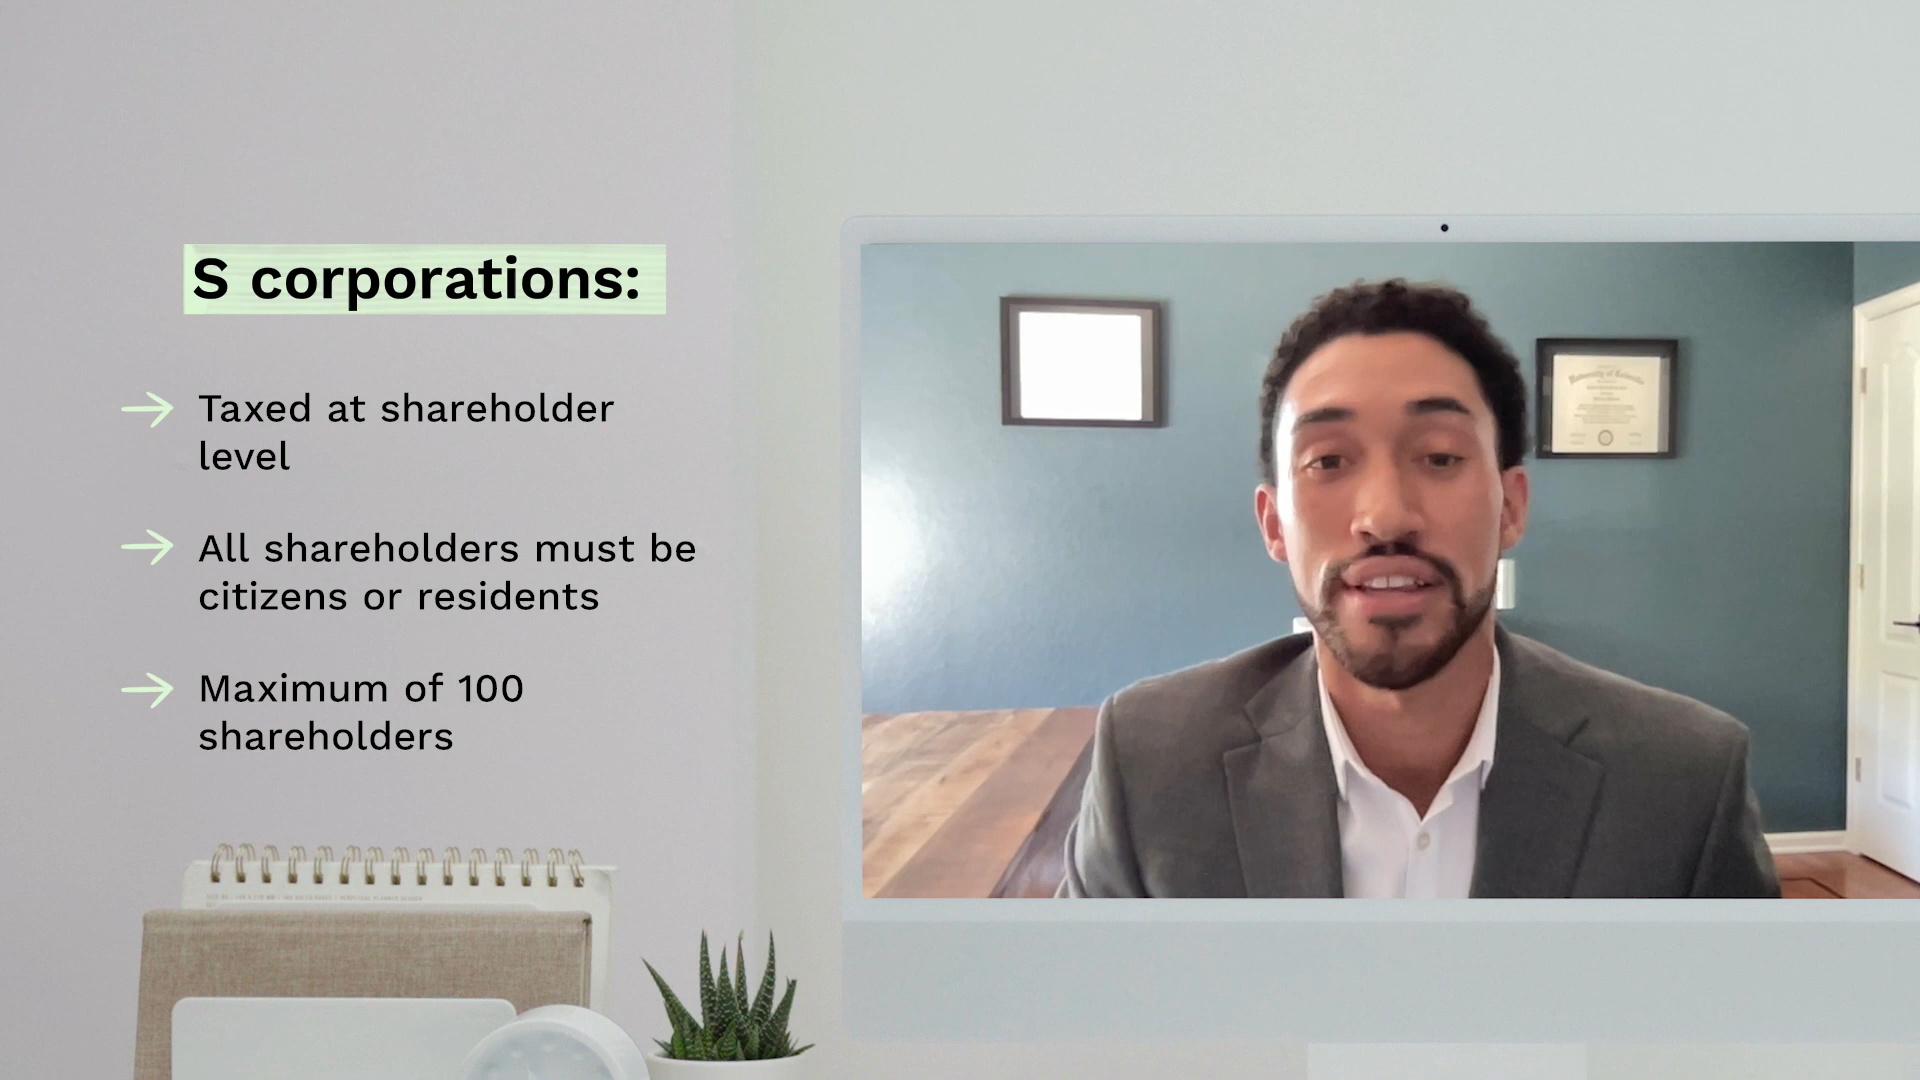 S corporations:
Taxed at shareholder
level
All shareholders must be
citizens or residents
Maximum of 100
shareholders